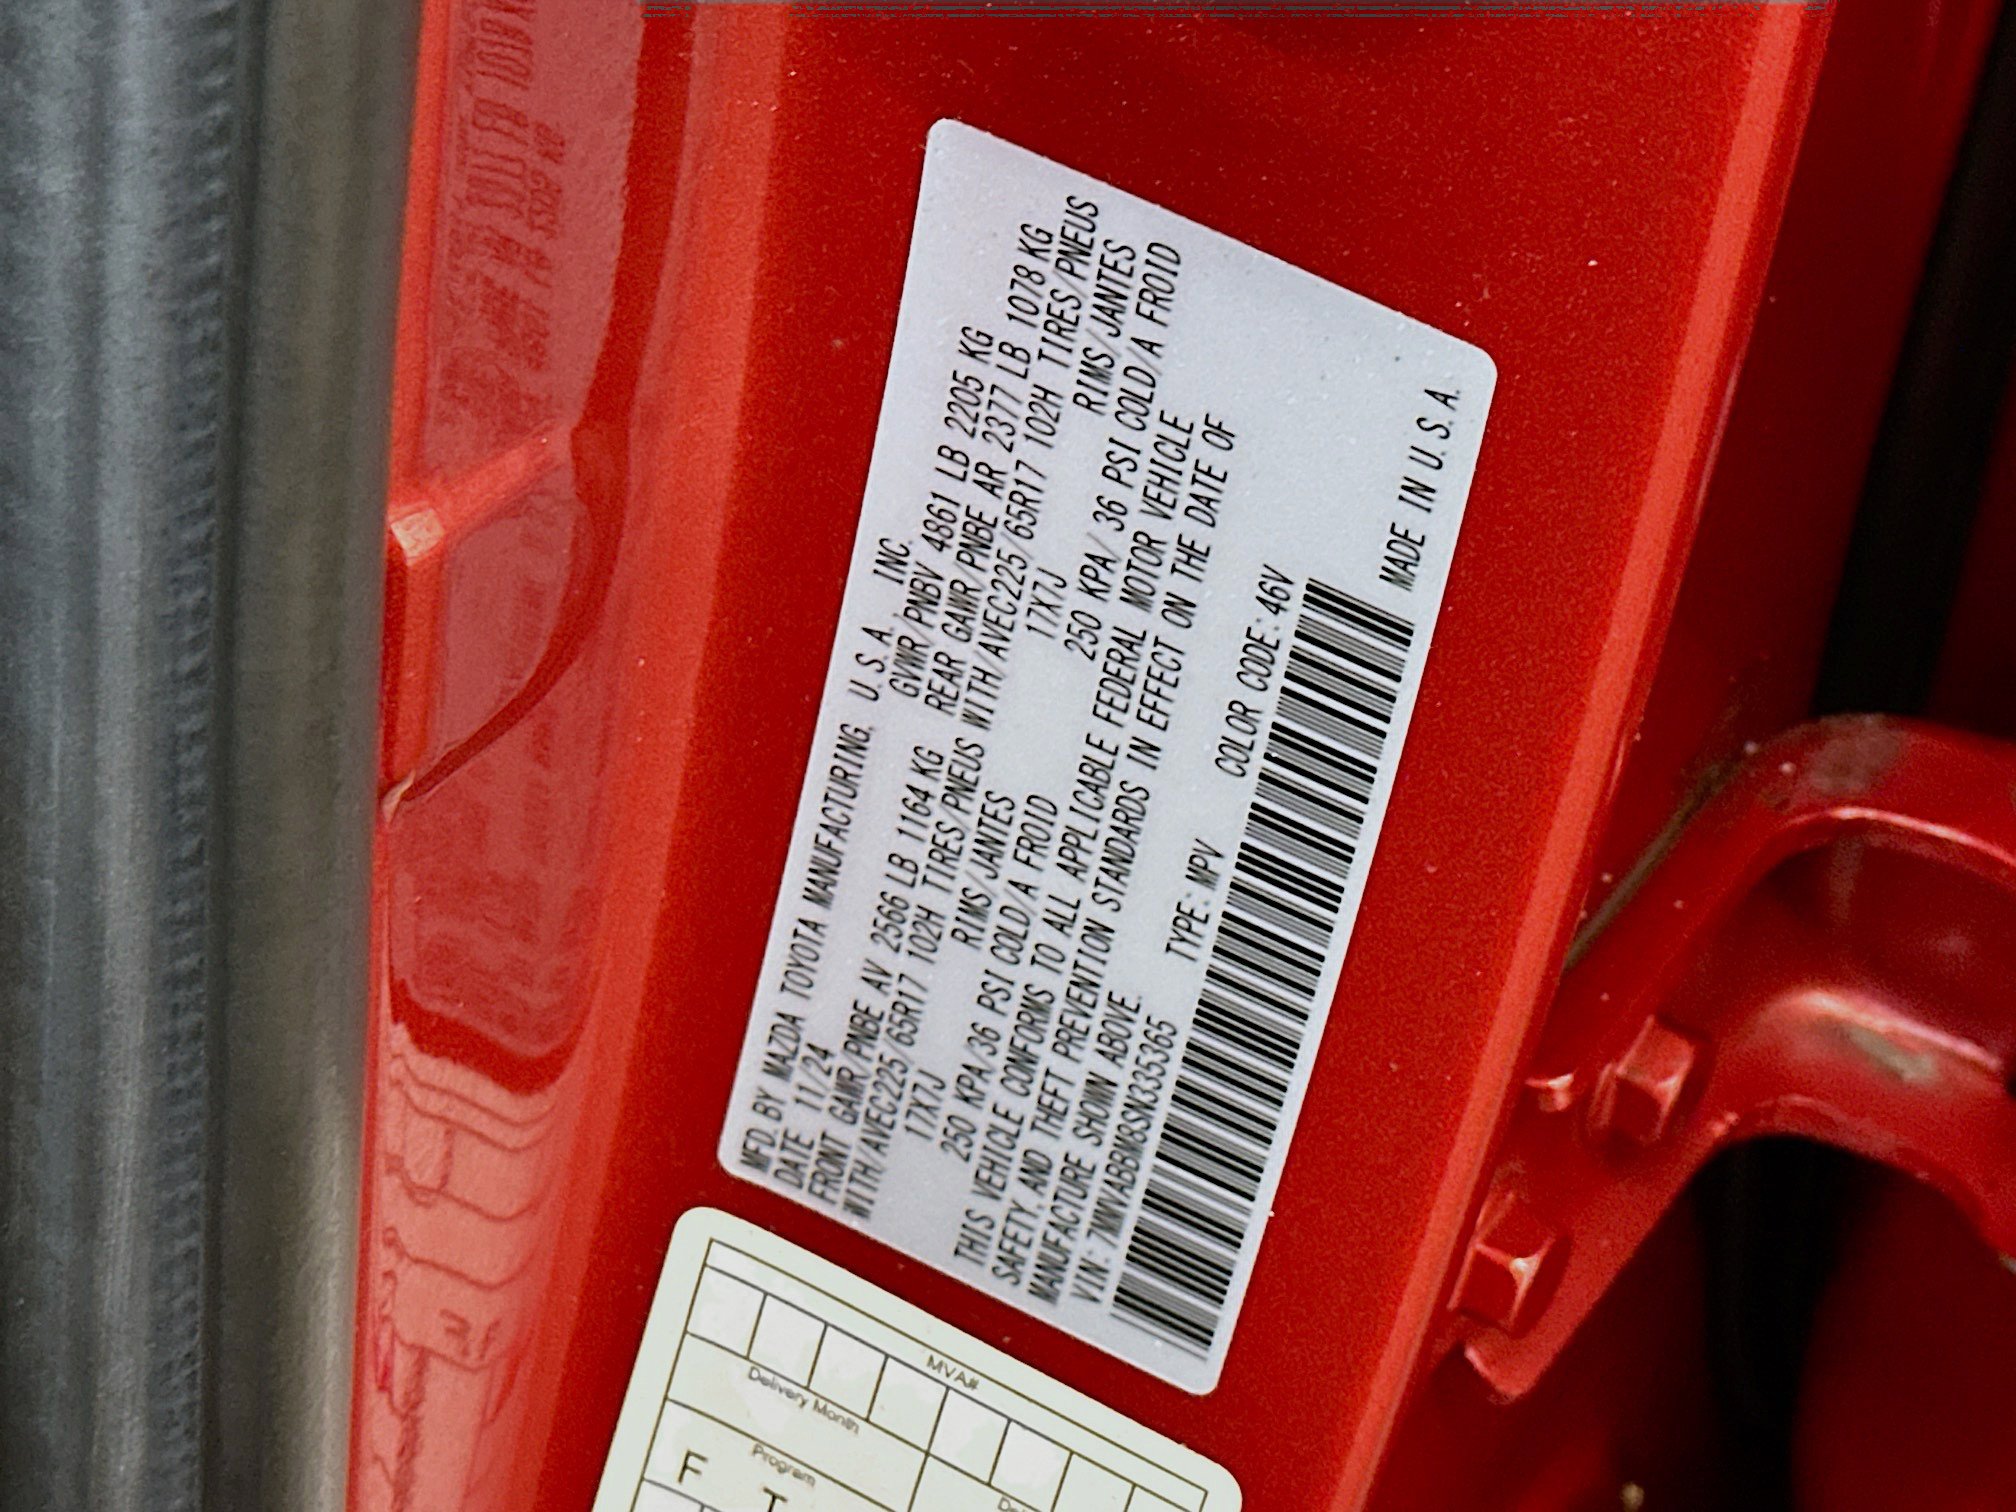 MFD. BY MAZDA TOYOTA MANUFACTURING, U. S. A., INC.
DATE 11/24 GVWR/PNBV 4861 LB 2205 KG
FRONT GAWR/PNBE AV 2566 LB 1164 KG REAR GAWR/PNBE AR 2377 LB 1078 KG
WITH/AVEC225/65R17 102H TIRES/PNEUS WITH/AVEC225/65R17 102H TIRES/PNEUS
17X7J RIMS/JANTES 17X7J RIMS/JANTES
250 KPA/36 PSI COLD/A FROID 250 KPA/ 36 PSI COLD/A FROID
THIS VEHICLE CONFORMS TO ALL APPLICABLE FEDERAL MOTOR VEHICLE
SAFETY, AND THEFT PREVENTION STANDARDS IN EFFECT ON THE DATE OF
MANUFACTURE SHOWN ABOVE.
VIN: 7MMVABBW8SN335365 TYPE: MPV COLOR CODE: 46V
MADE IN U. S. A.
MVA#
Delivery Month
Program
F T